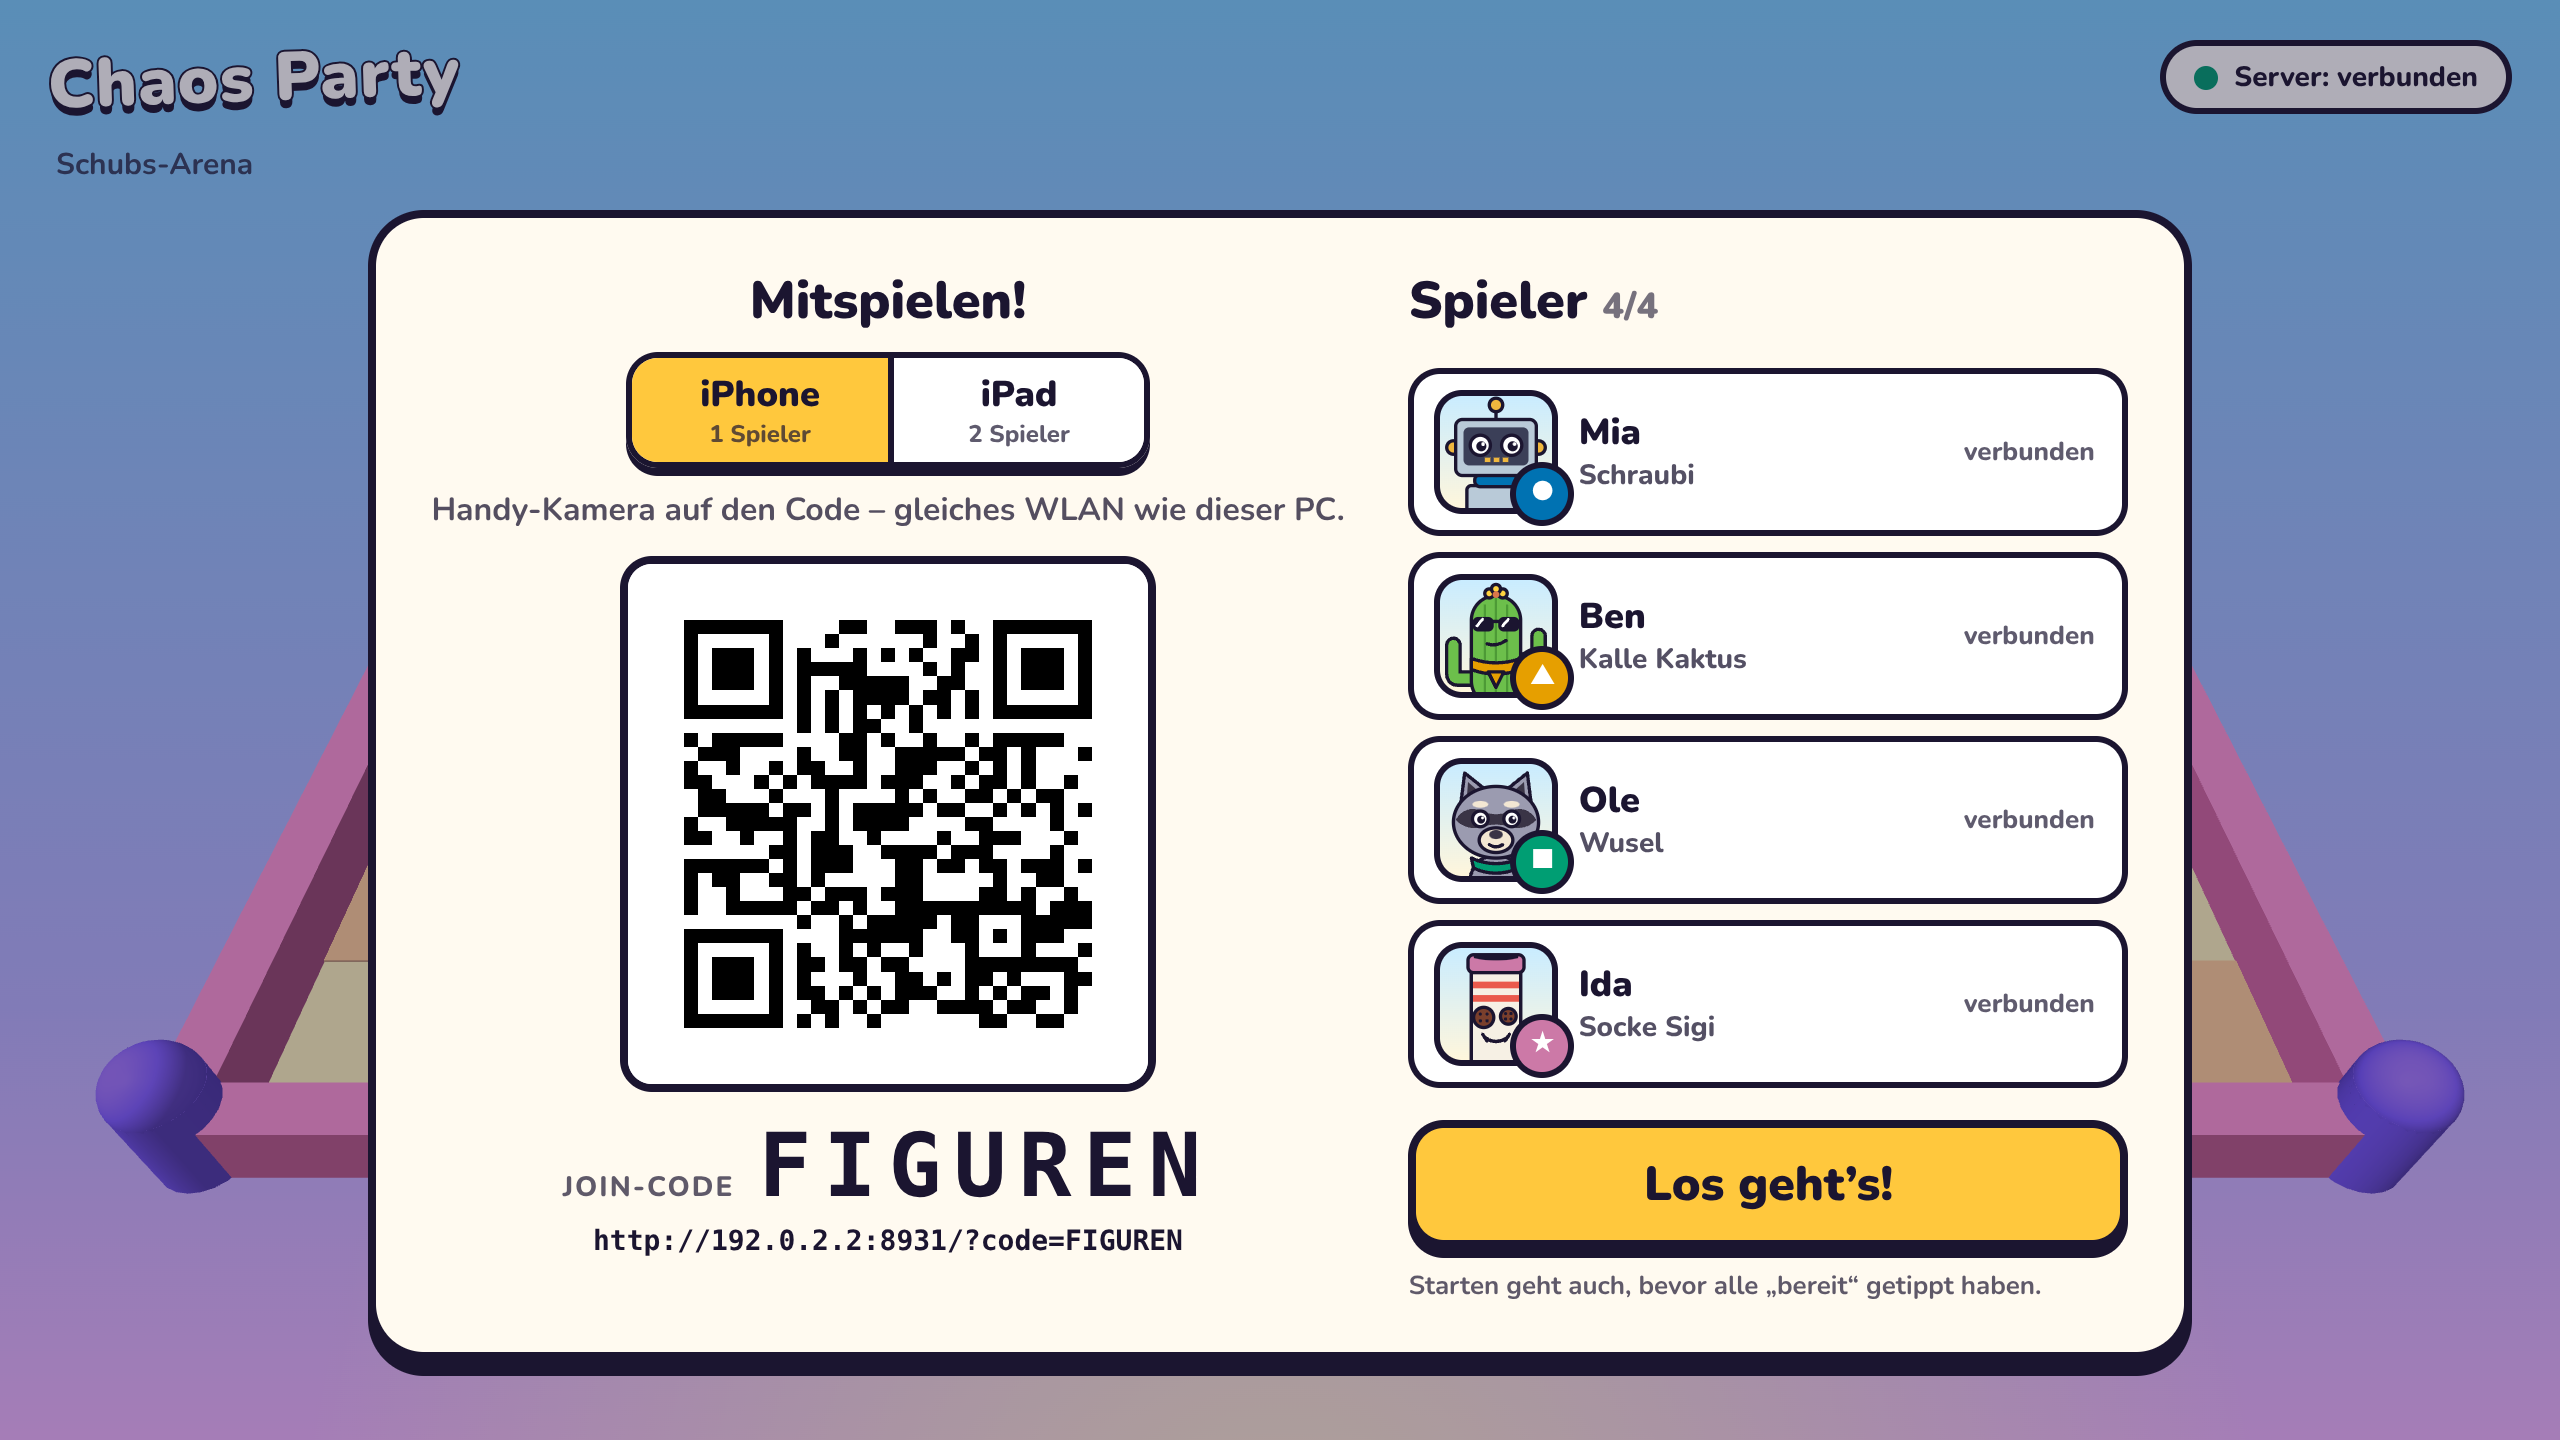 Chaos Party
Schubs-Arena
Server: verbunden
Mitspielen!
iPhone
1 Spieler
iPad
2 Spieler
Handy-Kamera auf den Code – gleiches WLAN wie dieser PC.
JOIN-CODE FIGUREN
http://192.0.2.2:8931/?code=FIGUREN
Spieler 4/4
Mia
Schraubi
verbunden
Ben
Kalle Kaktus
verbunden
Ole
Wusel
verbunden
Ida
Socke Sigi
verbunden
Los geht’s!
Starten geht auch, bevor alle „bereit“ getippt haben.